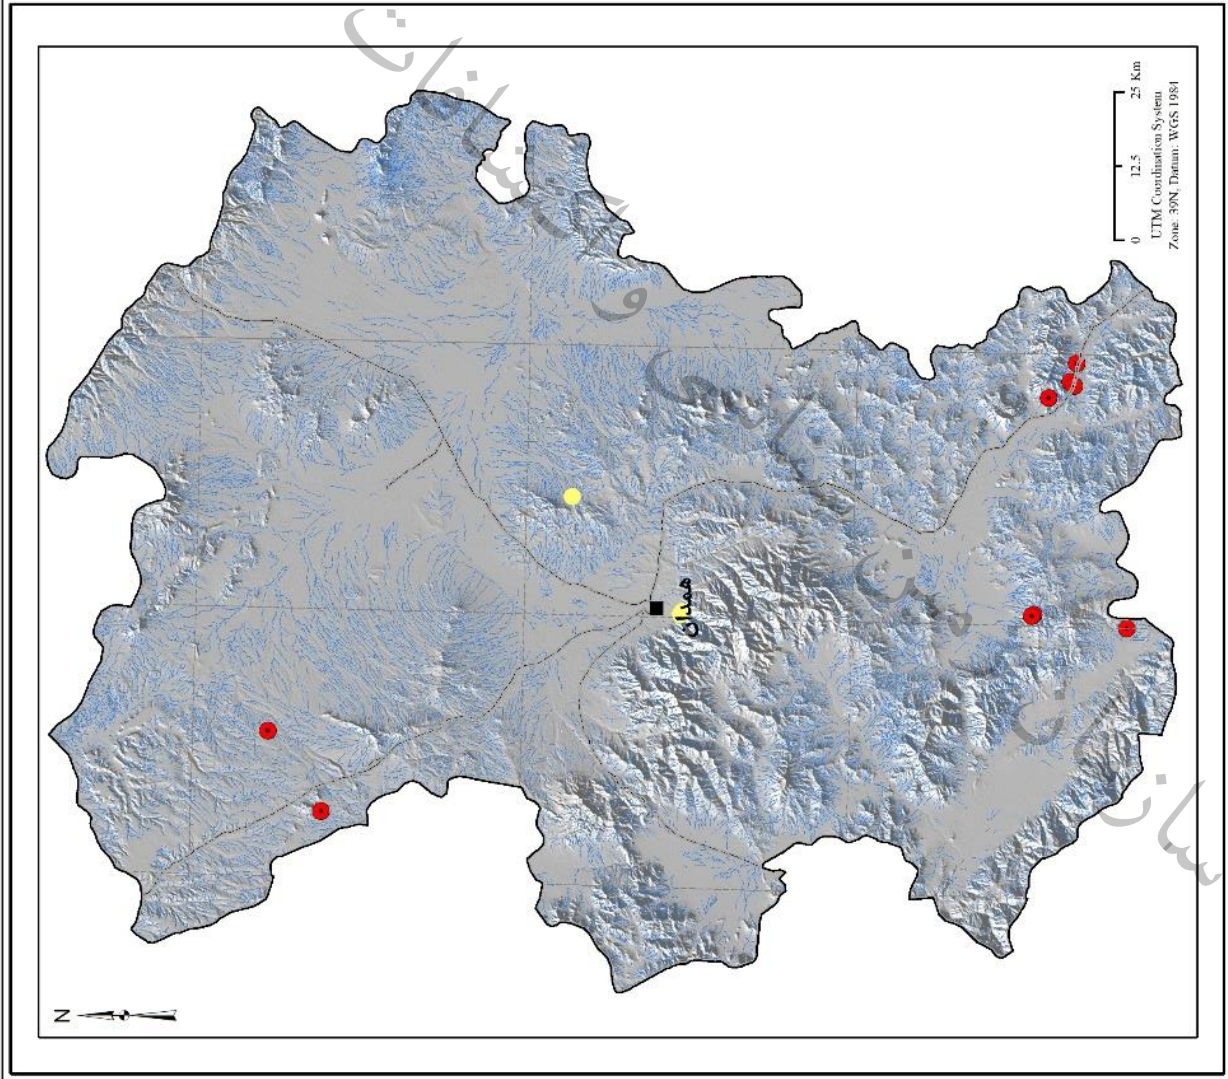 N
همدان
0 12.5 25 Km
UTM Coordination System
Zone: 39N, Datum: WGS 1984